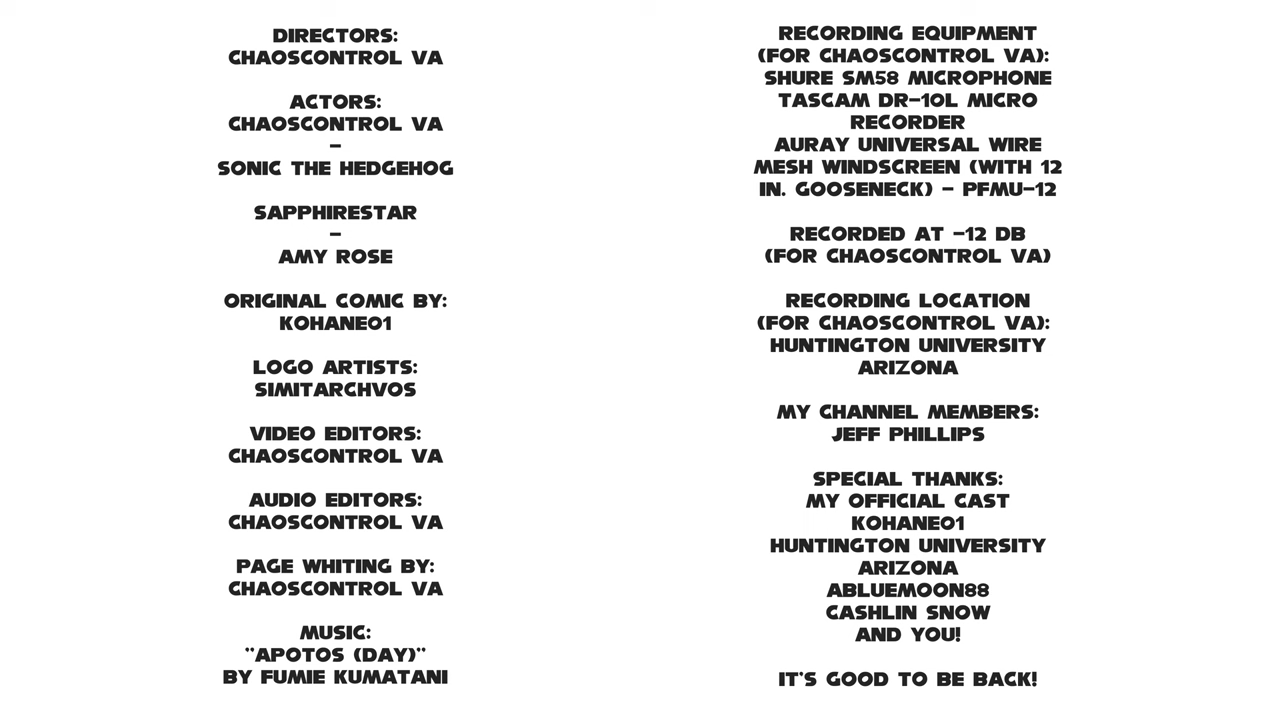 DIRECTORS:
CHAOSCONTROL VA
ACTORS:
CHAOSCONTROL VA
–
SONIC THE HEDGEHOG
SAPPHIRESTAR
–
AMY ROSE
ORIGINAL COMIC BY:
KOHANE01
LOGO ARTISTS:
SIMITARCHVOS
VIDEO EDITORS:
CHAOSCONTROL VA
AUDIO EDITORS:
CHAOSCONTROL VA
PAGE WHITING BY:
CHAOSCONTROL VA
MUSIC:
"APOTOS (DAY)"
BY FUMIE KUMATANI
RECORDING EQUIPMENT
(FOR CHAOSCONTROL VA):
SHURE SM58 MICROPHONE
TASCAM DR-10L MICRO
RECORDER
AURAY UNIVERSAL WIRE
MESH WINDSCREEN (WITH 12
IN. GOOSENECK) - PFMU-12
RECORDED AT -12 DB
(FOR CHAOSCONTROL VA)
RECORDING LOCATION
(FOR CHAOSCONTROL VA):
HUNTINGTON UNIVERSITY
ARIZONA
MY CHANNEL MEMBERS:
JEFF PHILLIPS
SPECIAL THANKS:
MY OFFICIAL CAST
KOHANE01
HUNTINGTON UNIVERSITY
ARIZONA
ABLUEMOON88
CASHLIN SNOW
AND YOU!
IT'S GOOD TO BE BACK!